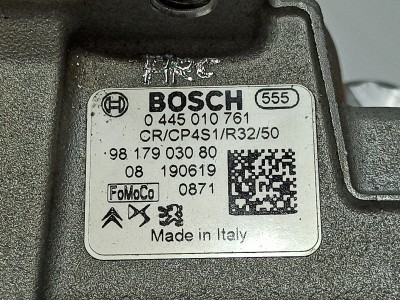 MRC
BOSCH 555
0 445 010 761
CR/CP4S1/R32/50
98 179 030 80
08 190619
FoMoCo 0871
Made in Italy